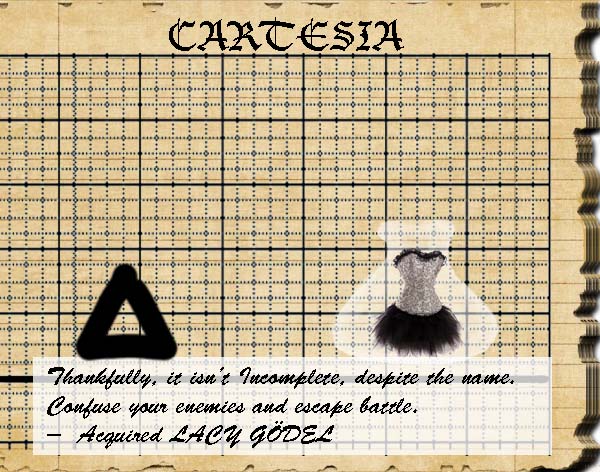 CARTESIA
Thankfully, it isn't Incomplete, despite the name.
Confuse your enemies and escape battle.
– Acquired LACY GÖDEL